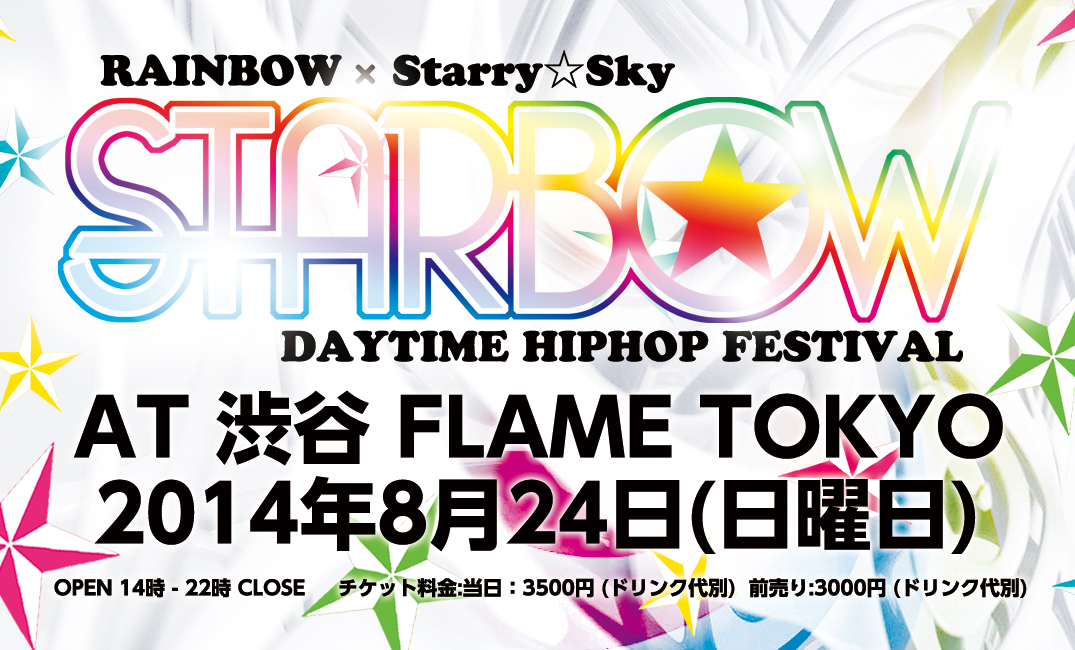 RAINBOW × Starry☆Sky
STARBOW
DAYTIME HIPHOP FESTIVAL
AT 渋谷 FLAME TOKYO
2014年8月24日(日曜日)
OPEN 14時 - 22時 CLOSE チケット料金:当日：3500円 (ドリンク代別) 前売り:3000円 (ドリンク代別)